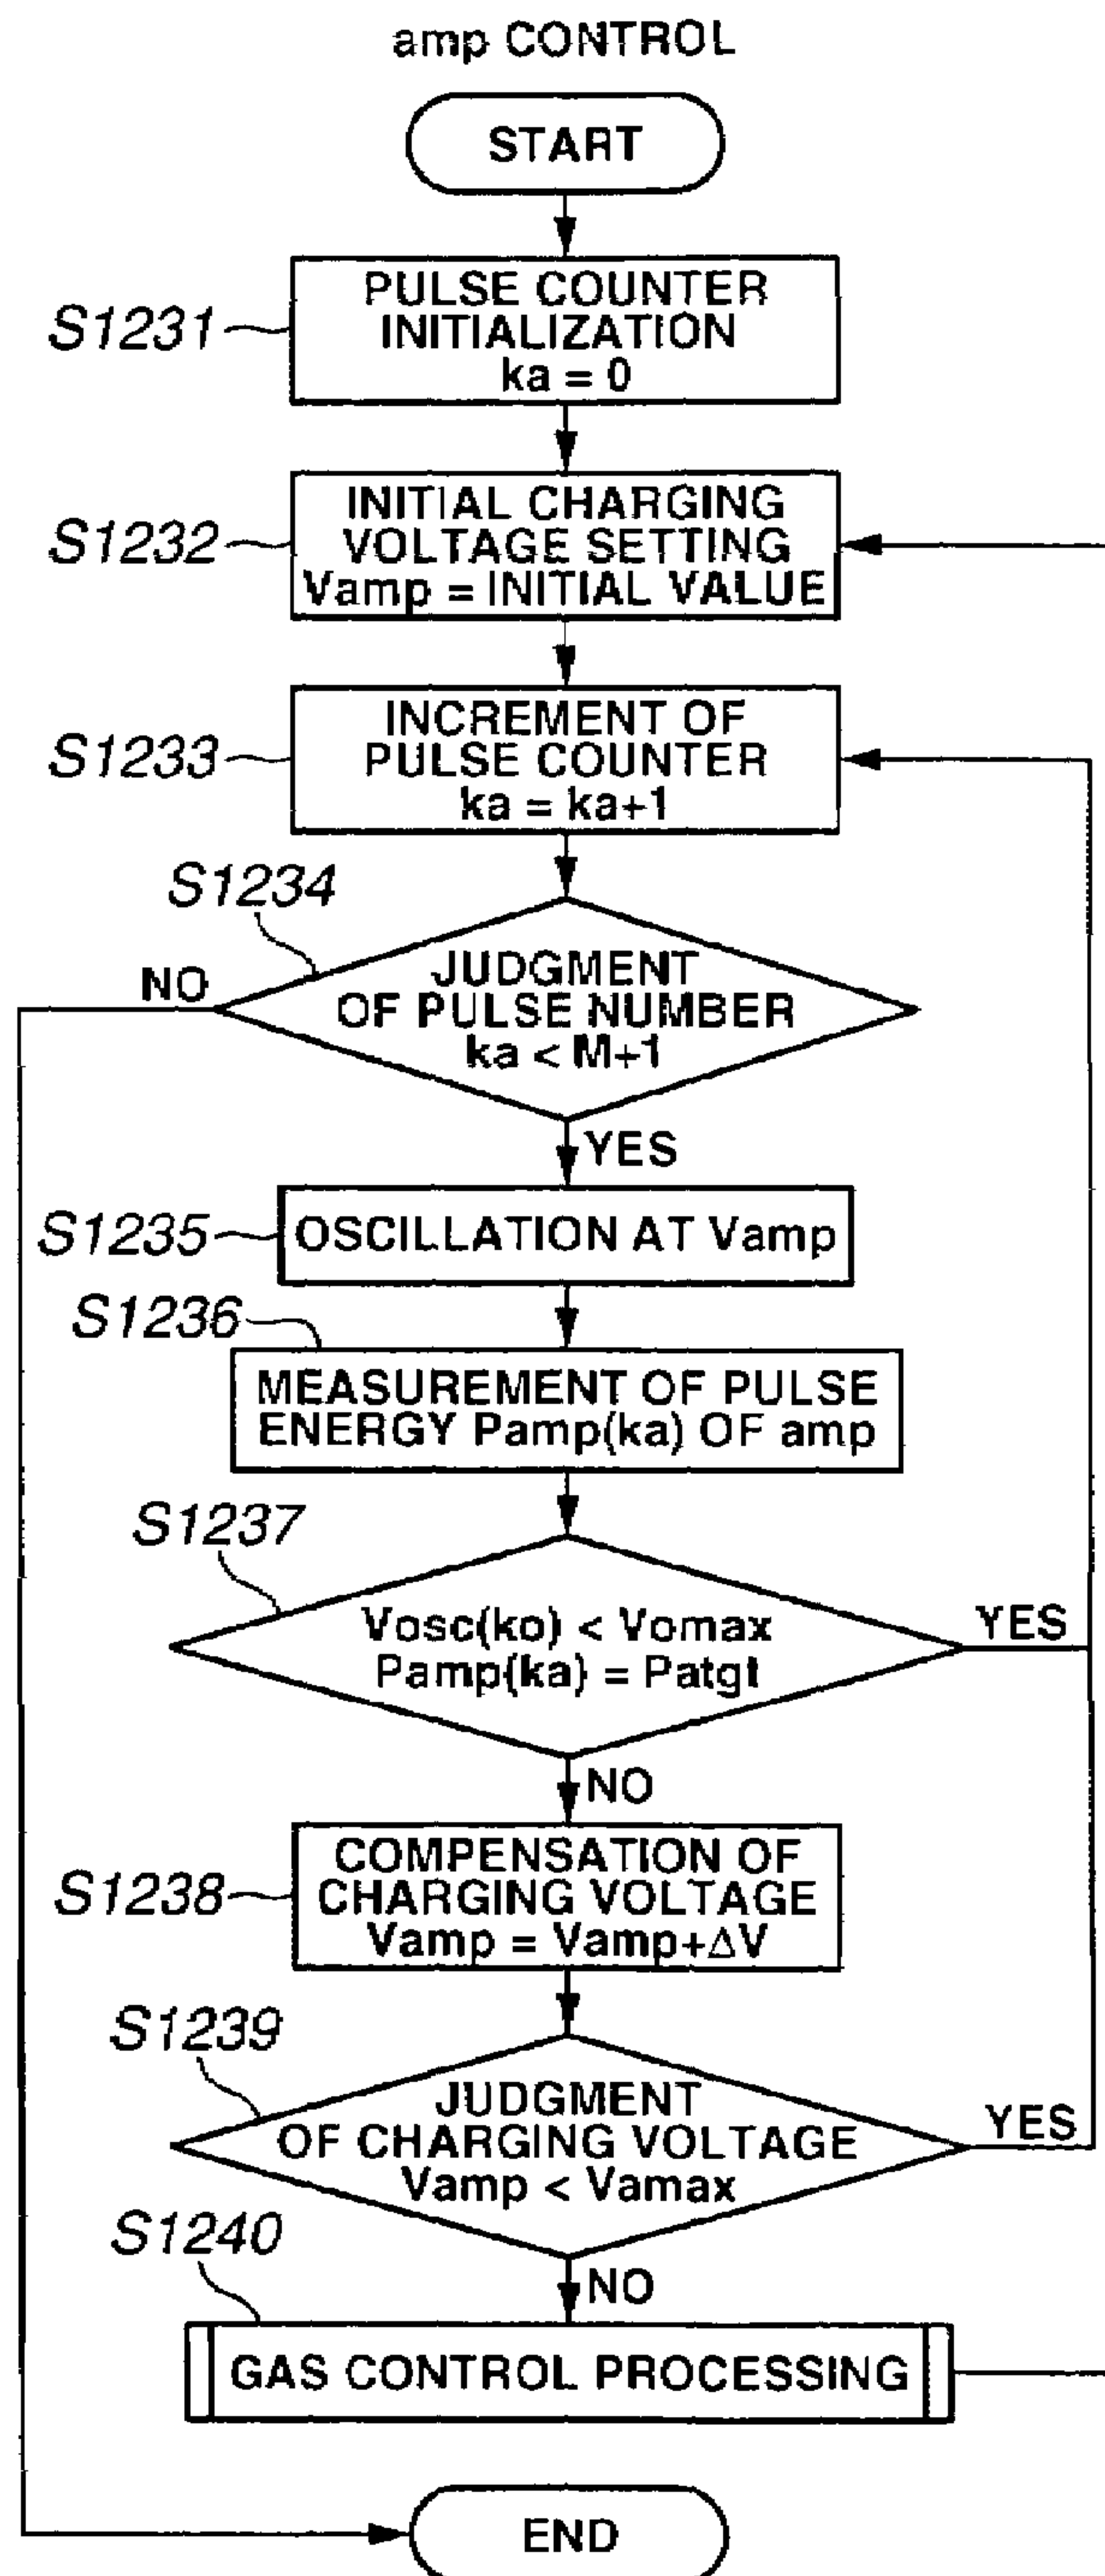 amp CONTROL
START
S1231
PULSE COUNTER
INITIALIZATION
ka = 0
S1232
INITIAL CHARGING
VOLTAGE SETTING
Vamp = INITIAL VALUE
S1233
INCREMENT OF
PULSE COUNTER
ka = ka+1
S1234
NO
JUDGMENT
OF PULSE NUMBER
ka < M+1
YES
S1235
OSCILLATION AT Vamp
S1236
MEASUREMENT OF PULSE
ENERGY Pamp(ka) OF amp
S1237
Vosc(ko) < Vomax
Pamp(ka) = Patgt
YES
NO
S1238
COMPENSATION OF
CHARGING VOLTAGE
Vamp = Vamp+ΔV
S1239
JUDGMENT
OF CHARGING VOLTAGE
Vamp < Vamax
YES
S1240
NO
GAS CONTROL PROCESSING
END